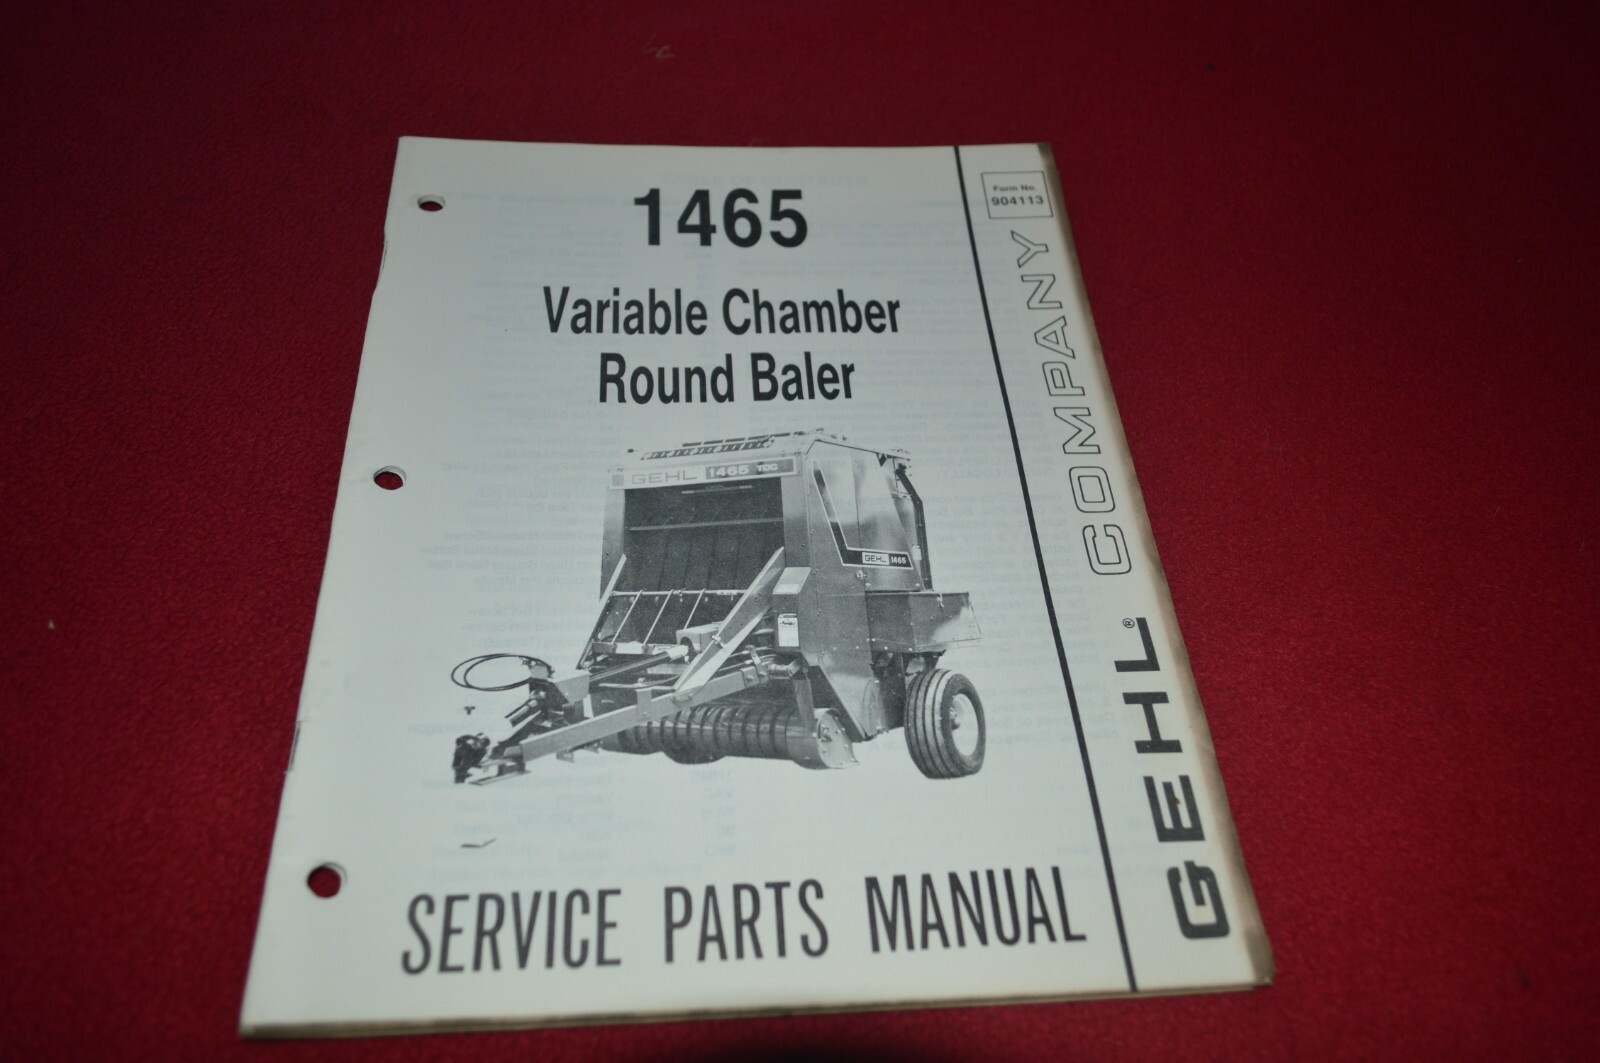 1465
Variable Chamber
Round Baler
GEHL 1465 TDC
GEHL 1465
SERVICE PARTS MANUAL
Form No.
904113
GEHL® COMPANY